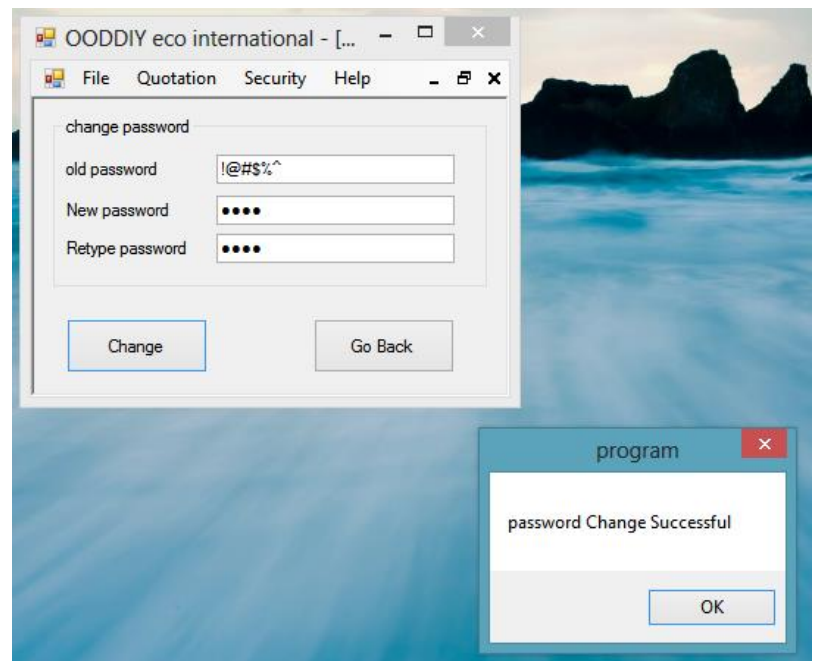 OODDIY eco international - [...
File Quotation Security Help
change password
old password !@#$%^
New password ••••
Retype password ••••
Change Go Back
program
password Change Successful
OK